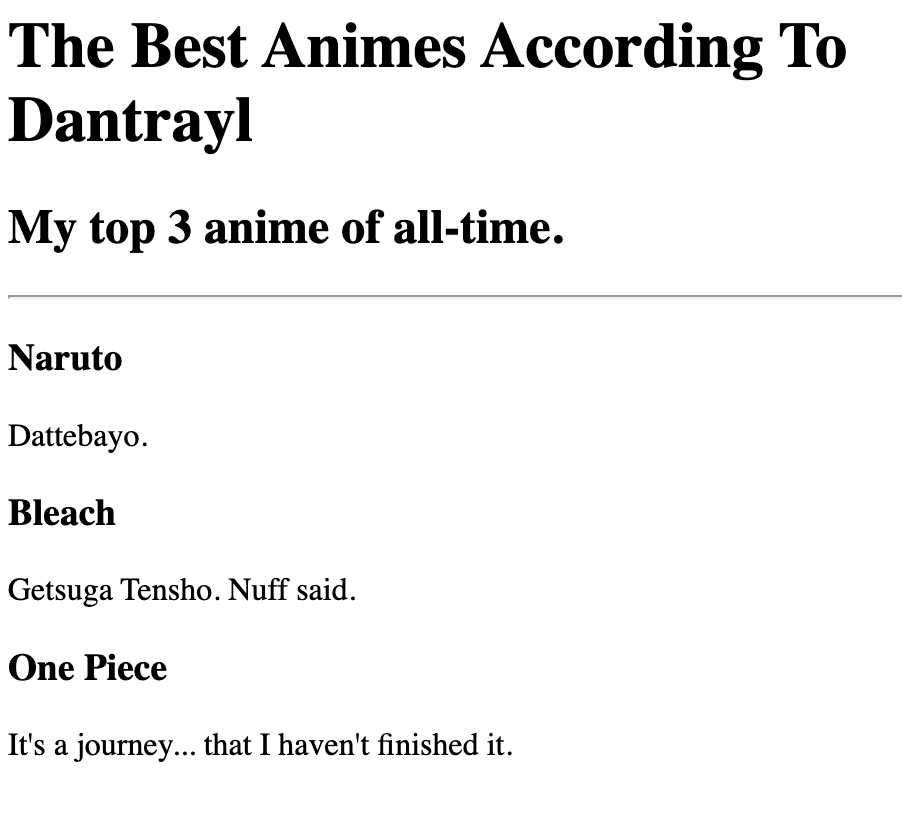 The Best Animes According To
Dantrayl
My top 3 anime of all-time.
Naruto
Dattebayo.
Bleach
Getsuga Tensho. Nuff said.
One Piece
It's a journey... that I haven't finished it.